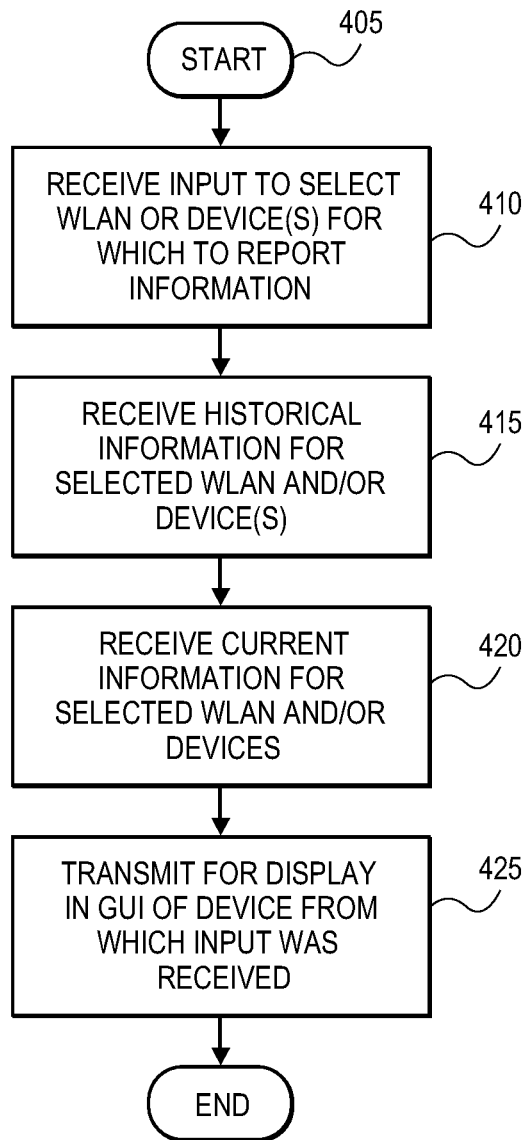 START
405
RECEIVE INPUT TO SELECT
WLAN OR DEVICE(S) FOR
WHICH TO REPORT
INFORMATION
410
RECEIVE HISTORICAL
INFORMATION FOR
SELECTED WLAN AND/OR
DEVICE(S)
415
RECEIVE CURRENT
INFORMATION FOR
SELECTED WLAN AND/OR
DEVICES
420
TRANSMIT FOR DISPLAY
IN GUI OF DEVICE FROM
WHICH INPUT WAS
RECEIVED
425
END